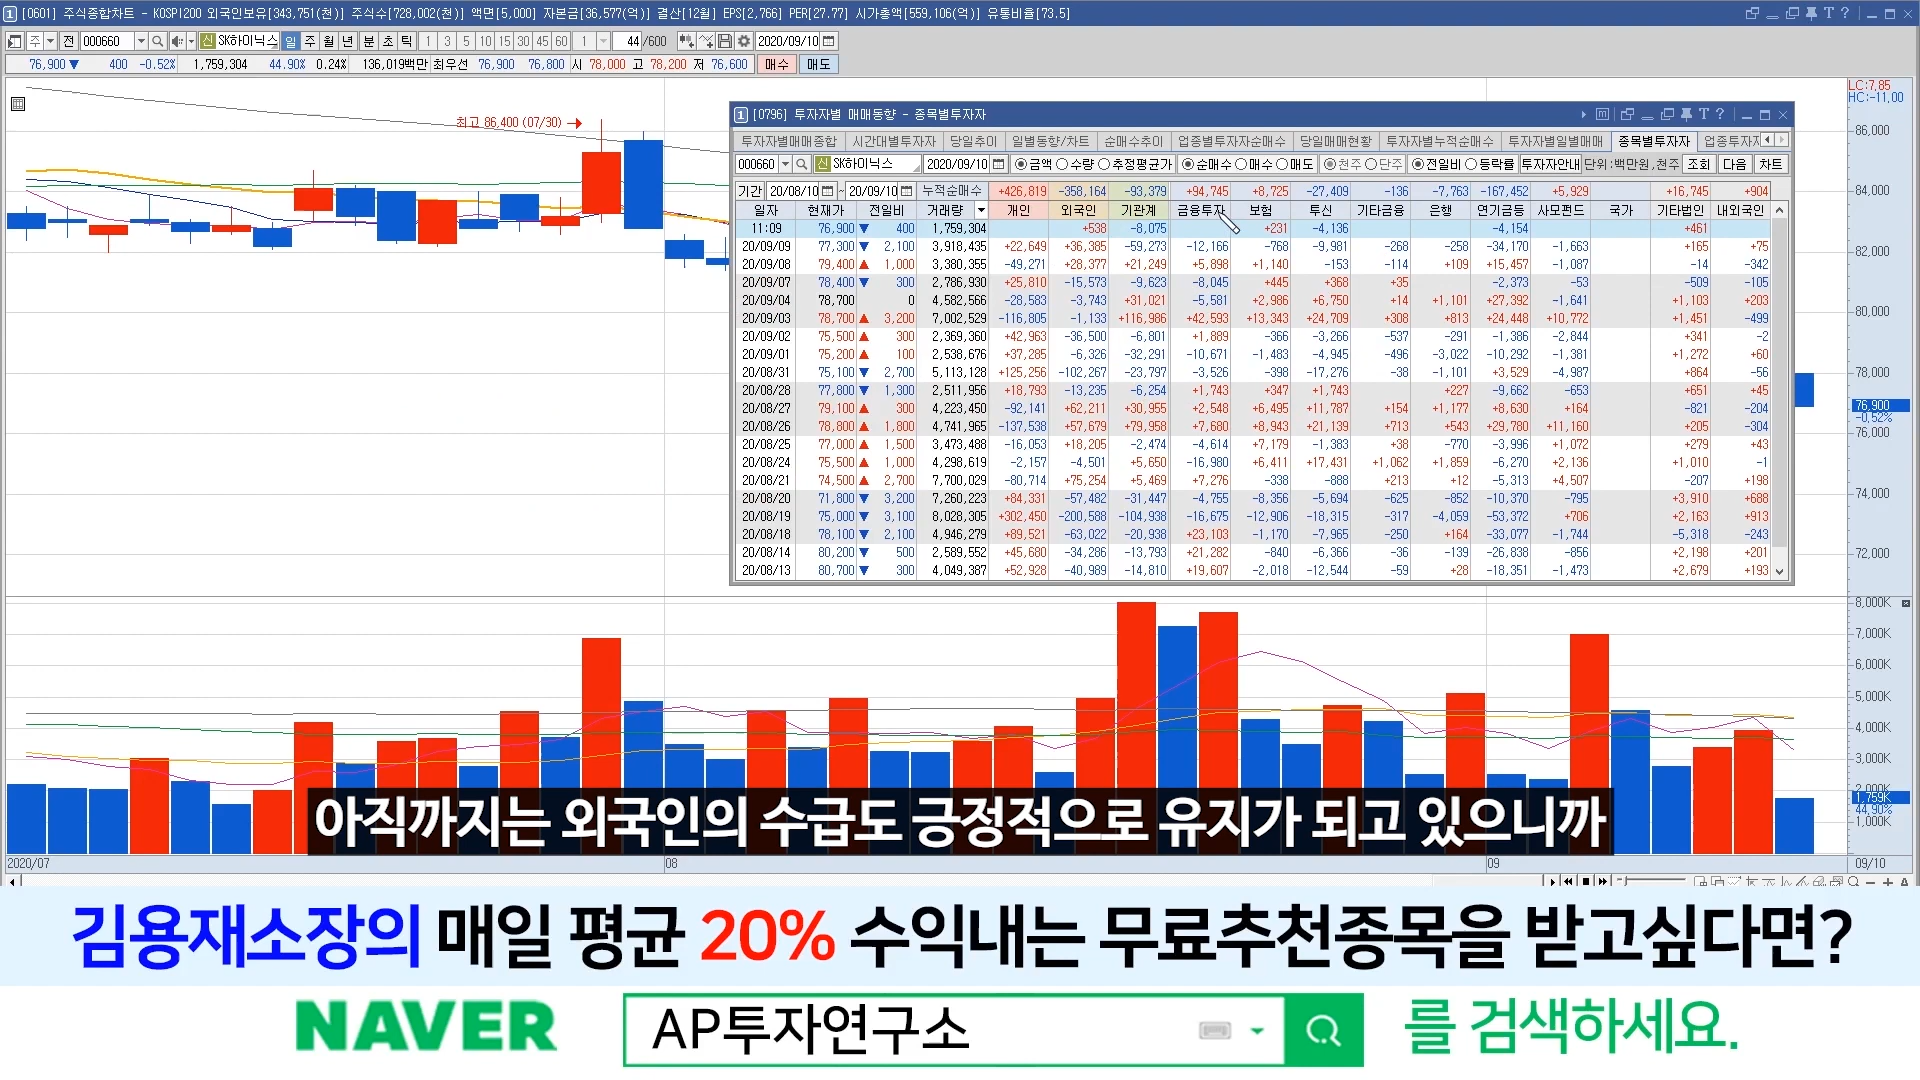 [0601] 주식종합차트 - KOSPI200 외국인보유[343,751(천)] 주식수[728,002(천)] 액면[5,000] 자본금[36,577(억)] 결산[12월] EPS[2,766] PER[27.77] 시가총액[559,106(억)] 유통비율[73.5]
주 전 000660 신 SK하이닉스 일 주 월 년 분 초 틱 1 3 5 10 15 30 45 60 1 44 /600 2020/09/10
76,900 ▼ 400 -0.52% 1,759,304 44.90% 0.24% 136,019백만 최우선 76,900 76,800 시 78,000 고 78,200 저 76,600 매수 매도
LC:7,85
HC:-11,00
최고 86,400 (07/30)
86,000
84,000
82,000
80,000
78,000
76,900
-0.52%
76,000
74,000
72,000
[0796] 투자자별 매매동향 - 종목별투자자
투자자별매매종합 시간대별투자자 당일추이 일별동향/차트 순매수추이 업종별투자자순매수 당일매매현황 투자자별누적순매수 투자자별일별매매 종목별투자자 업종투자지
000660 신 SK하이닉스 2020/09/10 금액 수량 추정평균가 순매수 매수 매도 천주 단주 전일비 등락률 투자자안내 단위:백만원,천주 조회 다음 차트
기간 20/08/10 ~ 20/09/10 누적순매수 +426,819 -358,164 -93,379 +94,745 +8,725 -27,409 -136 -7,763 -167,452 +5,929 +16,745 +904
일자 현재가 전일비 거래량 개인 외국인 기관계 금융투자 보험 투신 기타금융 은행 연기금등 사모펀드 국가 기타법인 내외국인
11:09 76,900 ▼ 400 1,759,304 +538 -8,075 +231 -4,136 -4,154 +461
20/09/09 77,300 ▼ 2,100 3,918,435 +22,649 +36,385 -59,273 -12,166 -768 -9,981 -268 -258 -34,170 -1,663 +165 +75
20/09/08 79,400 ▲ 1,000 3,380,355 -49,271 +28,377 +21,249 +5,898 +1,140 -153 -114 +109 +15,457 -1,087 -14 -342
20/09/07 78,400 ▼ 300 2,786,930 +25,810 -15,573 -9,623 -8,045 +445 +368 +35 -2,373 -53 -509 -105
20/09/04 78,700 0 4,582,566 -28,583 -3,743 +31,021 -5,581 +2,986 +6,750 +14 +1,101 +27,392 -1,641 +1,103 +203
20/09/03 78,700 ▲ 3,200 7,002,529 -116,805 -1,133 +116,986 +42,593 +13,343 +24,709 +308 +813 +24,448 +10,772 +1,451 -499
20/09/02 75,500 ▲ 300 2,369,360 +42,963 -36,500 -6,801 +1,889 -366 -3,266 -537 -291 -1,386 -2,844 +341 -2
20/09/01 75,200 ▲ 100 2,538,676 +37,285 -6,326 -32,291 -10,671 -1,483 -4,945 -496 -3,022 -10,292 -1,381 +1,272 +60
20/08/31 75,100 ▼ 2,700 5,113,128 +125,256 -102,267 -23,797 -3,526 -398 -17,276 -38 -1,101 +3,529 -4,987 +864 -56
20/08/28 77,800 ▼ 1,300 2,511,956 +18,793 -13,235 -6,254 +1,743 +347 +1,743 +227 -9,662 -653 +651 +45
20/08/27 79,100 ▲ 300 4,223,450 -92,141 +62,211 +30,955 +2,548 +6,495 +11,787 +154 +1,177 +8,630 +164 -821 -204
20/08/26 78,800 ▲ 1,800 4,741,965 -137,538 +57,679 +79,958 +7,680 +8,943 +21,139 +713 +543 +29,780 +11,160 +205 -304
20/08/25 77,000 ▲ 1,500 3,473,488 -16,053 +18,205 -2,474 -4,614 +7,179 -1,383 +38 -770 -3,996 +1,072 +279 +43
20/08/24 75,500 ▲ 1,000 4,298,619 -2,157 -4,501 +5,650 -16,980 +6,411 +17,431 +1,062 +1,859 -6,270 +2,136 +1,010 -1
20/08/21 74,500 ▲ 2,700 7,700,029 -80,714 +75,254 +5,469 +7,276 -338 -888 +213 +12 -5,313 +4,507 -207 +198
20/08/20 71,800 ▼ 3,200 7,260,223 +84,331 -57,482 -31,447 -4,755 -8,356 -5,694 -625 -852 -10,370 -795 +3,910 +688
20/08/19 75,000 ▼ 3,100 8,028,305 +302,450 -200,588 -104,938 -16,675 -12,906 -18,315 -317 -4,059 -53,372 +706 +2,163 +913
20/08/18 78,100 ▼ 2,100 4,946,279 +89,521 -63,022 -20,938 +23,103 -1,170 -7,965 -250 +164 -33,077 -1,744 -5,318 -243
20/08/14 80,200 ▼ 500 2,589,552 +45,680 -34,286 -13,793 +21,282 -840 -6,366 -36 -139 -26,838 -856 +2,198 +201
20/08/13 80,700 ▼ 300 4,049,387 +52,928 -40,989 -14,810 +19,607 -2,018 -12,544 -59 +28 -18,351 -1,473 +2,679 +193
8,000K
7,000K
6,000K
5,000K
4,000K
3,000K
2,000K
1,759K
44.90%
1,000K
아직까지는 외국인의 수급도 긍정적으로 유지가 되고 있으니까
2020/07 08 09 09/10
김용재소장의 매일 평균 20% 수익내는 무료추천종목을 받고싶다면?
NAVER AP투자연구소 를 검색하세요.